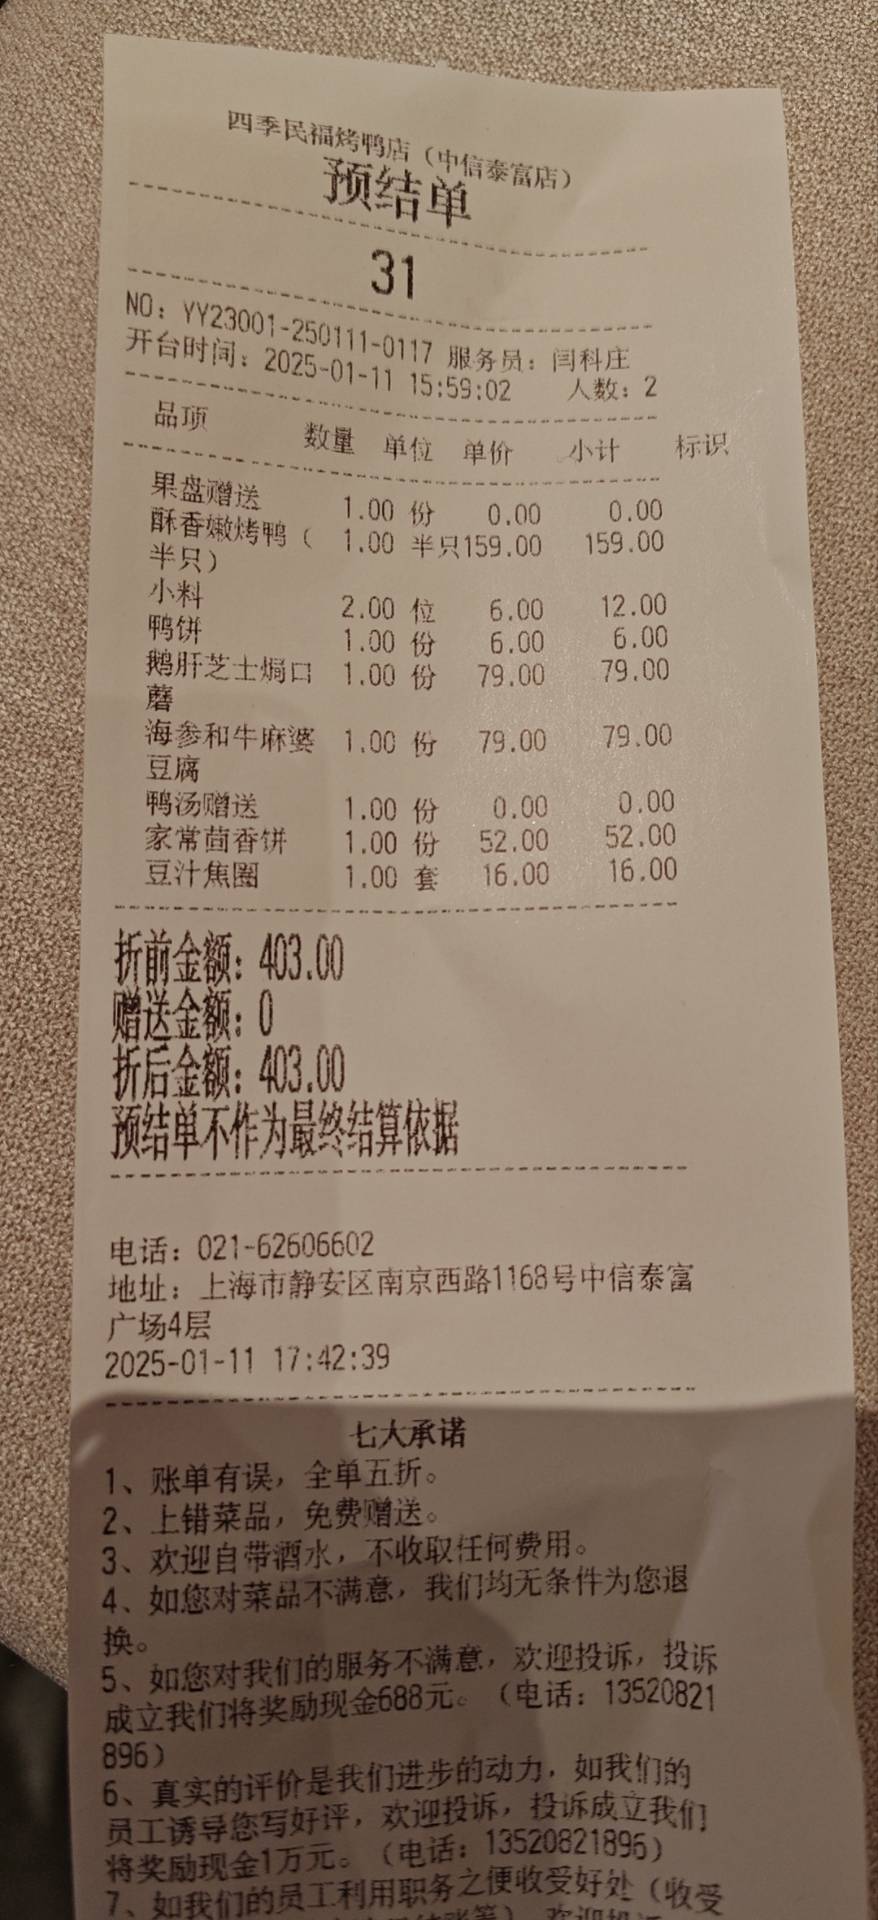 四季民福烤鸭店（中信泰富店）
预结单
31
NO: YY23001-250111-0117 服务员: 闫科庄
开台时间: 2025-01-11 15:59:02 人数: 2
品项 数量 单位 单价 小计 标识
果盘赠送 1.00 份 0.00 0.00
酥香嫩烤鸭（ 1.00 半只159.00 159.00
半只）
小料 2.00 位 6.00 12.00
鸭饼 1.00 份 6.00 6.00
鹅肝芝士焗口 1.00 份 79.00 79.00
蘑
海参和牛麻婆 1.00 份 79.00 79.00
豆腐
鸭汤赠送 1.00 份 0.00 0.00
家常茴香饼 1.00 份 52.00 52.00
豆汁焦圈 1.00 套 16.00 16.00
折前金额: 403.00
赠送金额: 0
折后金额: 403.00
预结单不作为最终结算依据
电话: 021-62606602
地址: 上海市静安区南京西路1168号中信泰富
广场4层
2025-01-11 17:42:39
七大承诺
1、账单有误，全单五折。
2、上错菜品，免费赠送。
3、欢迎自带酒水，不收取任何费用。
4、如您对菜品不满意，我们均无条件为您退
换。
5、如您对我们的服务不满意，欢迎投诉，投诉
成立我们将奖励现金688元。（电话: 13520821
896）
6、真实的评价是我们进步的动力，如我们的
员工诱导您写好评，欢迎投诉，投诉成立我们
将奖励现金1万元。（电话: 13520821896）
7、如我们的员工利用职务之便收受好处（收受